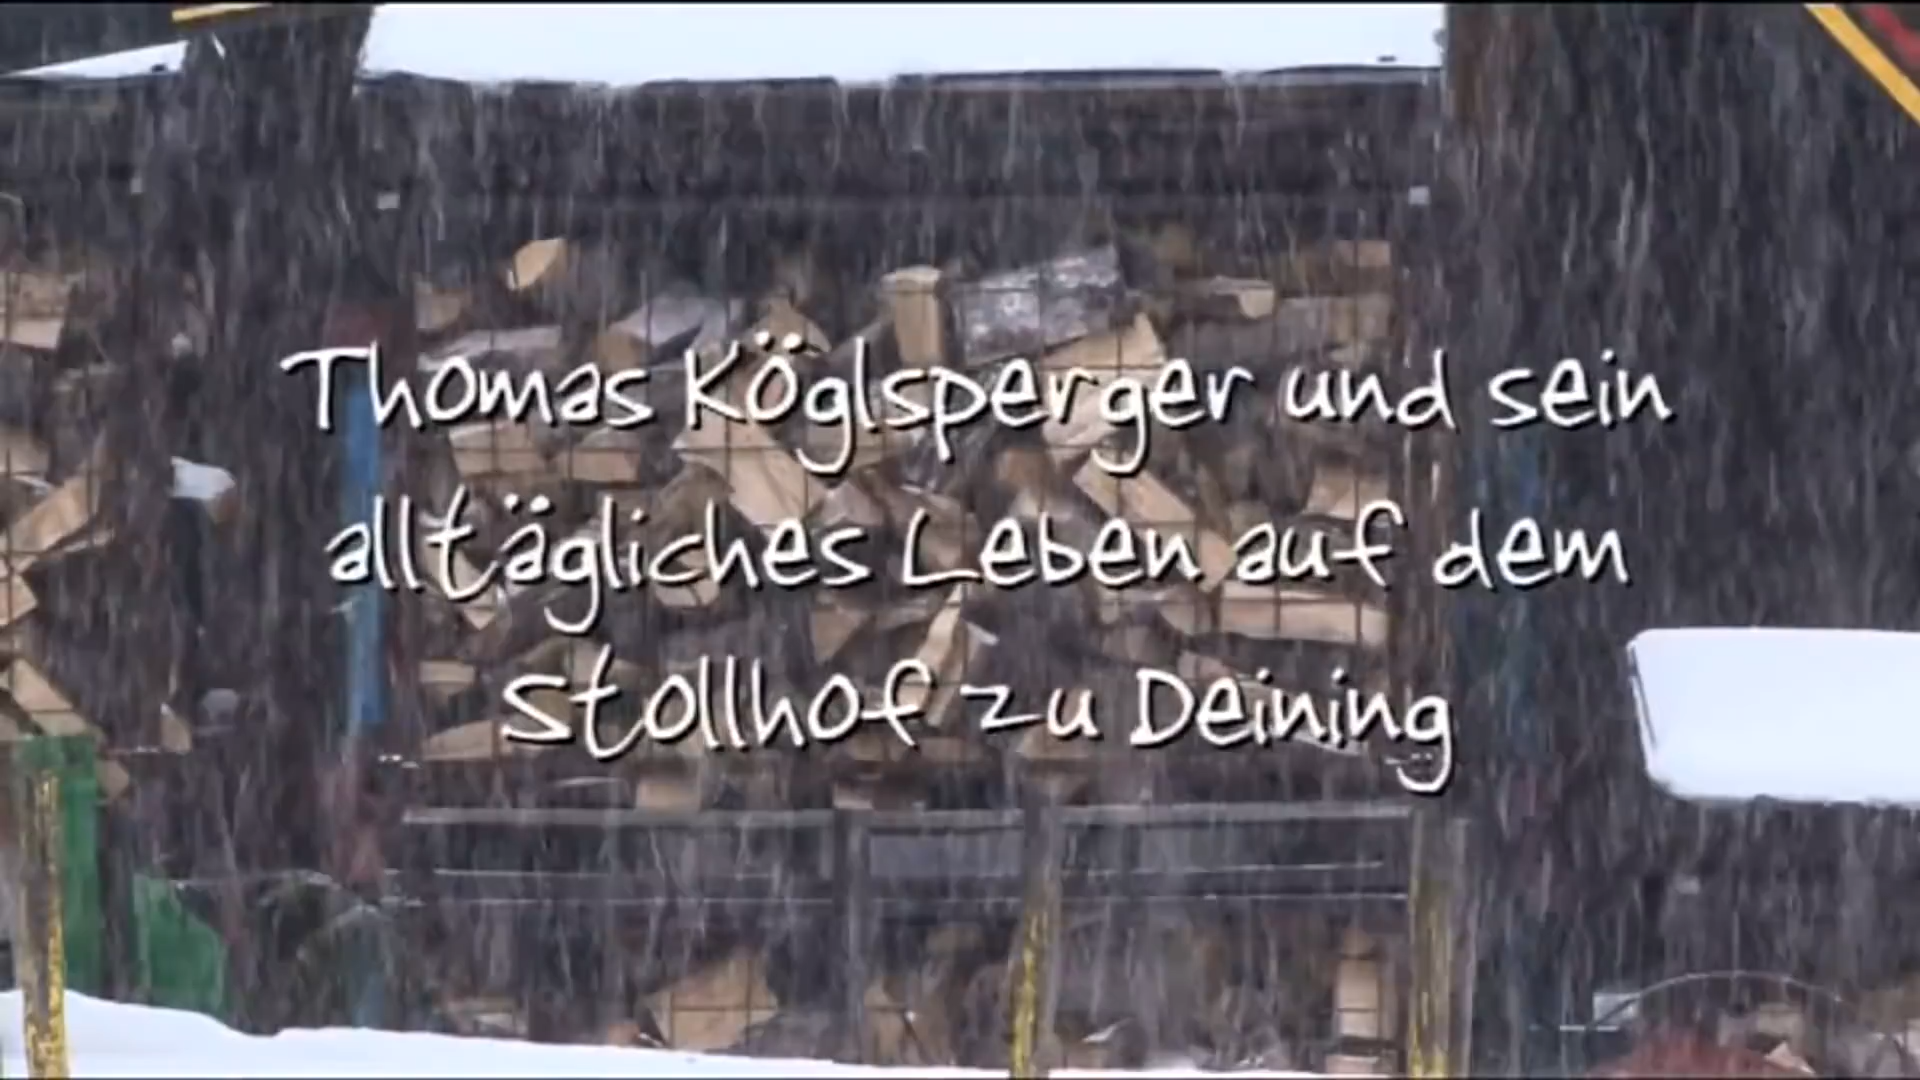 Thomas Köglsperger und sein
alltägliches Leben auf dem
Stollhof zu Deining